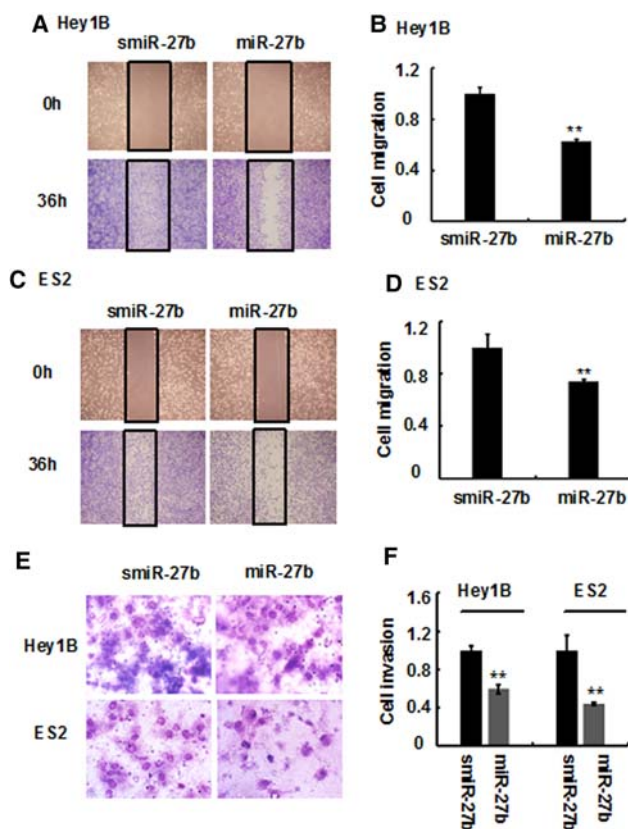 A Hey1B
smiR-27b miR-27b
0h
36h
B Hey1B
1.2
0.8
0.4
0
Cell migration
**
smiR-27b miR-27b
C ES2
smiR-27b miR-27b
0h
36h
D ES2
1.2
0.8
0.4
0
Cell migration
**
smiR-27b miR-27b
E
smiR-27b miR-27b
Hey1B
ES2
F
Hey1B ES2
1.6
1.2
0.8
0.4
0
Cell invasion
**
**
smiR-27b
miR-27b
smiR-27b
miR-27b